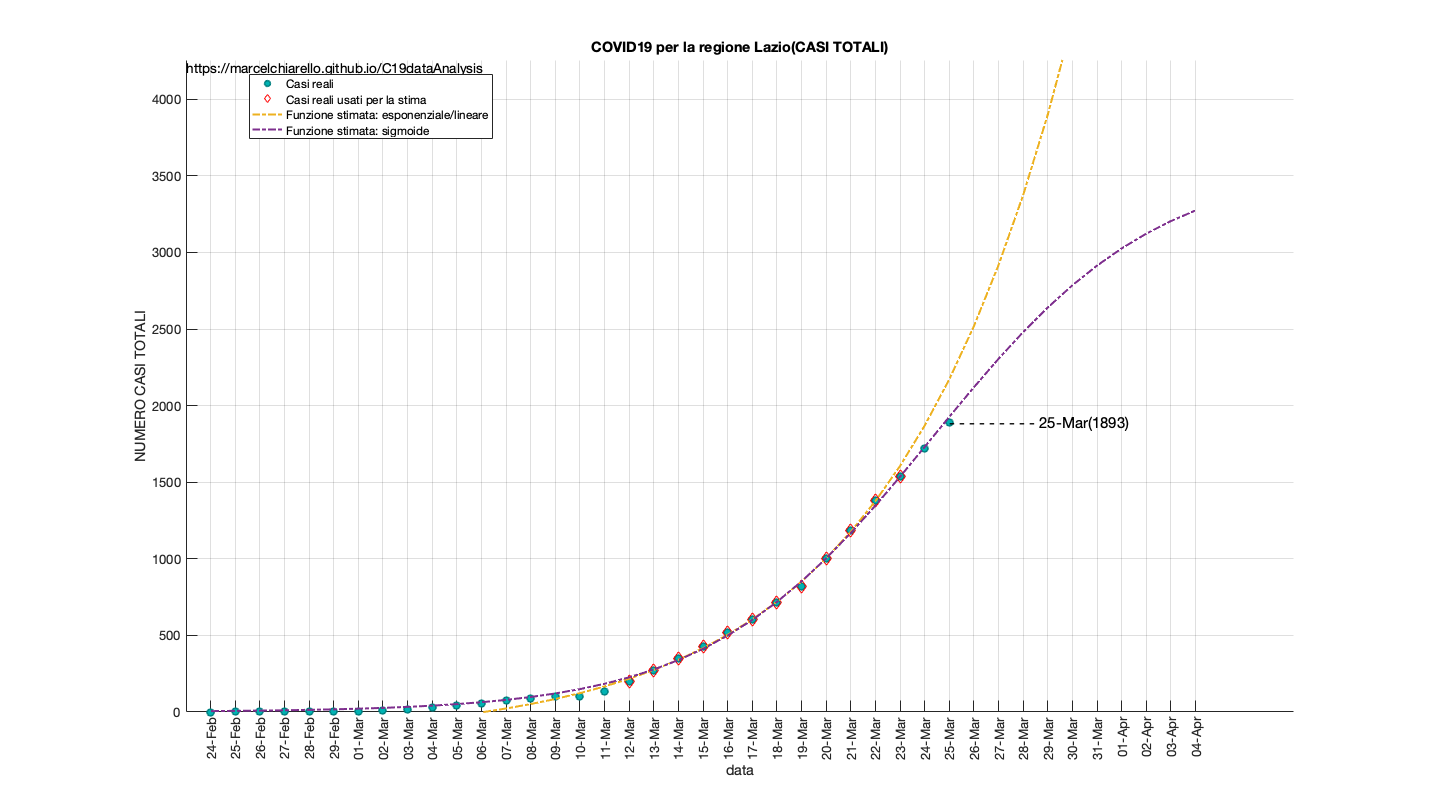 COVID19 per la regione Lazio(CASI TOTALI)
https://marcelchiarello.github.io/C19dataAnalysis
Casi reali
Casi reali usati per la stima
Funzione stimata: esponenziale/lineare
Funzione stimata: sigmoide
NUMERO CASI TOTALI
4000
3500
3000
2500
2000
1500
1000
500
0
25-Mar(1893)
24-Feb
25-Feb
26-Feb
27-Feb
28-Feb
29-Feb
01-Mar
02-Mar
03-Mar
04-Mar
05-Mar
06-Mar
07-Mar
08-Mar
09-Mar
10-Mar
11-Mar
12-Mar
13-Mar
14-Mar
15-Mar
16-Mar
17-Mar
18-Mar
19-Mar
20-Mar
21-Mar
22-Mar
23-Mar
24-Mar
25-Mar
26-Mar
27-Mar
28-Mar
29-Mar
30-Mar
31-Mar
01-Apr
02-Apr
03-Apr
04-Apr
data